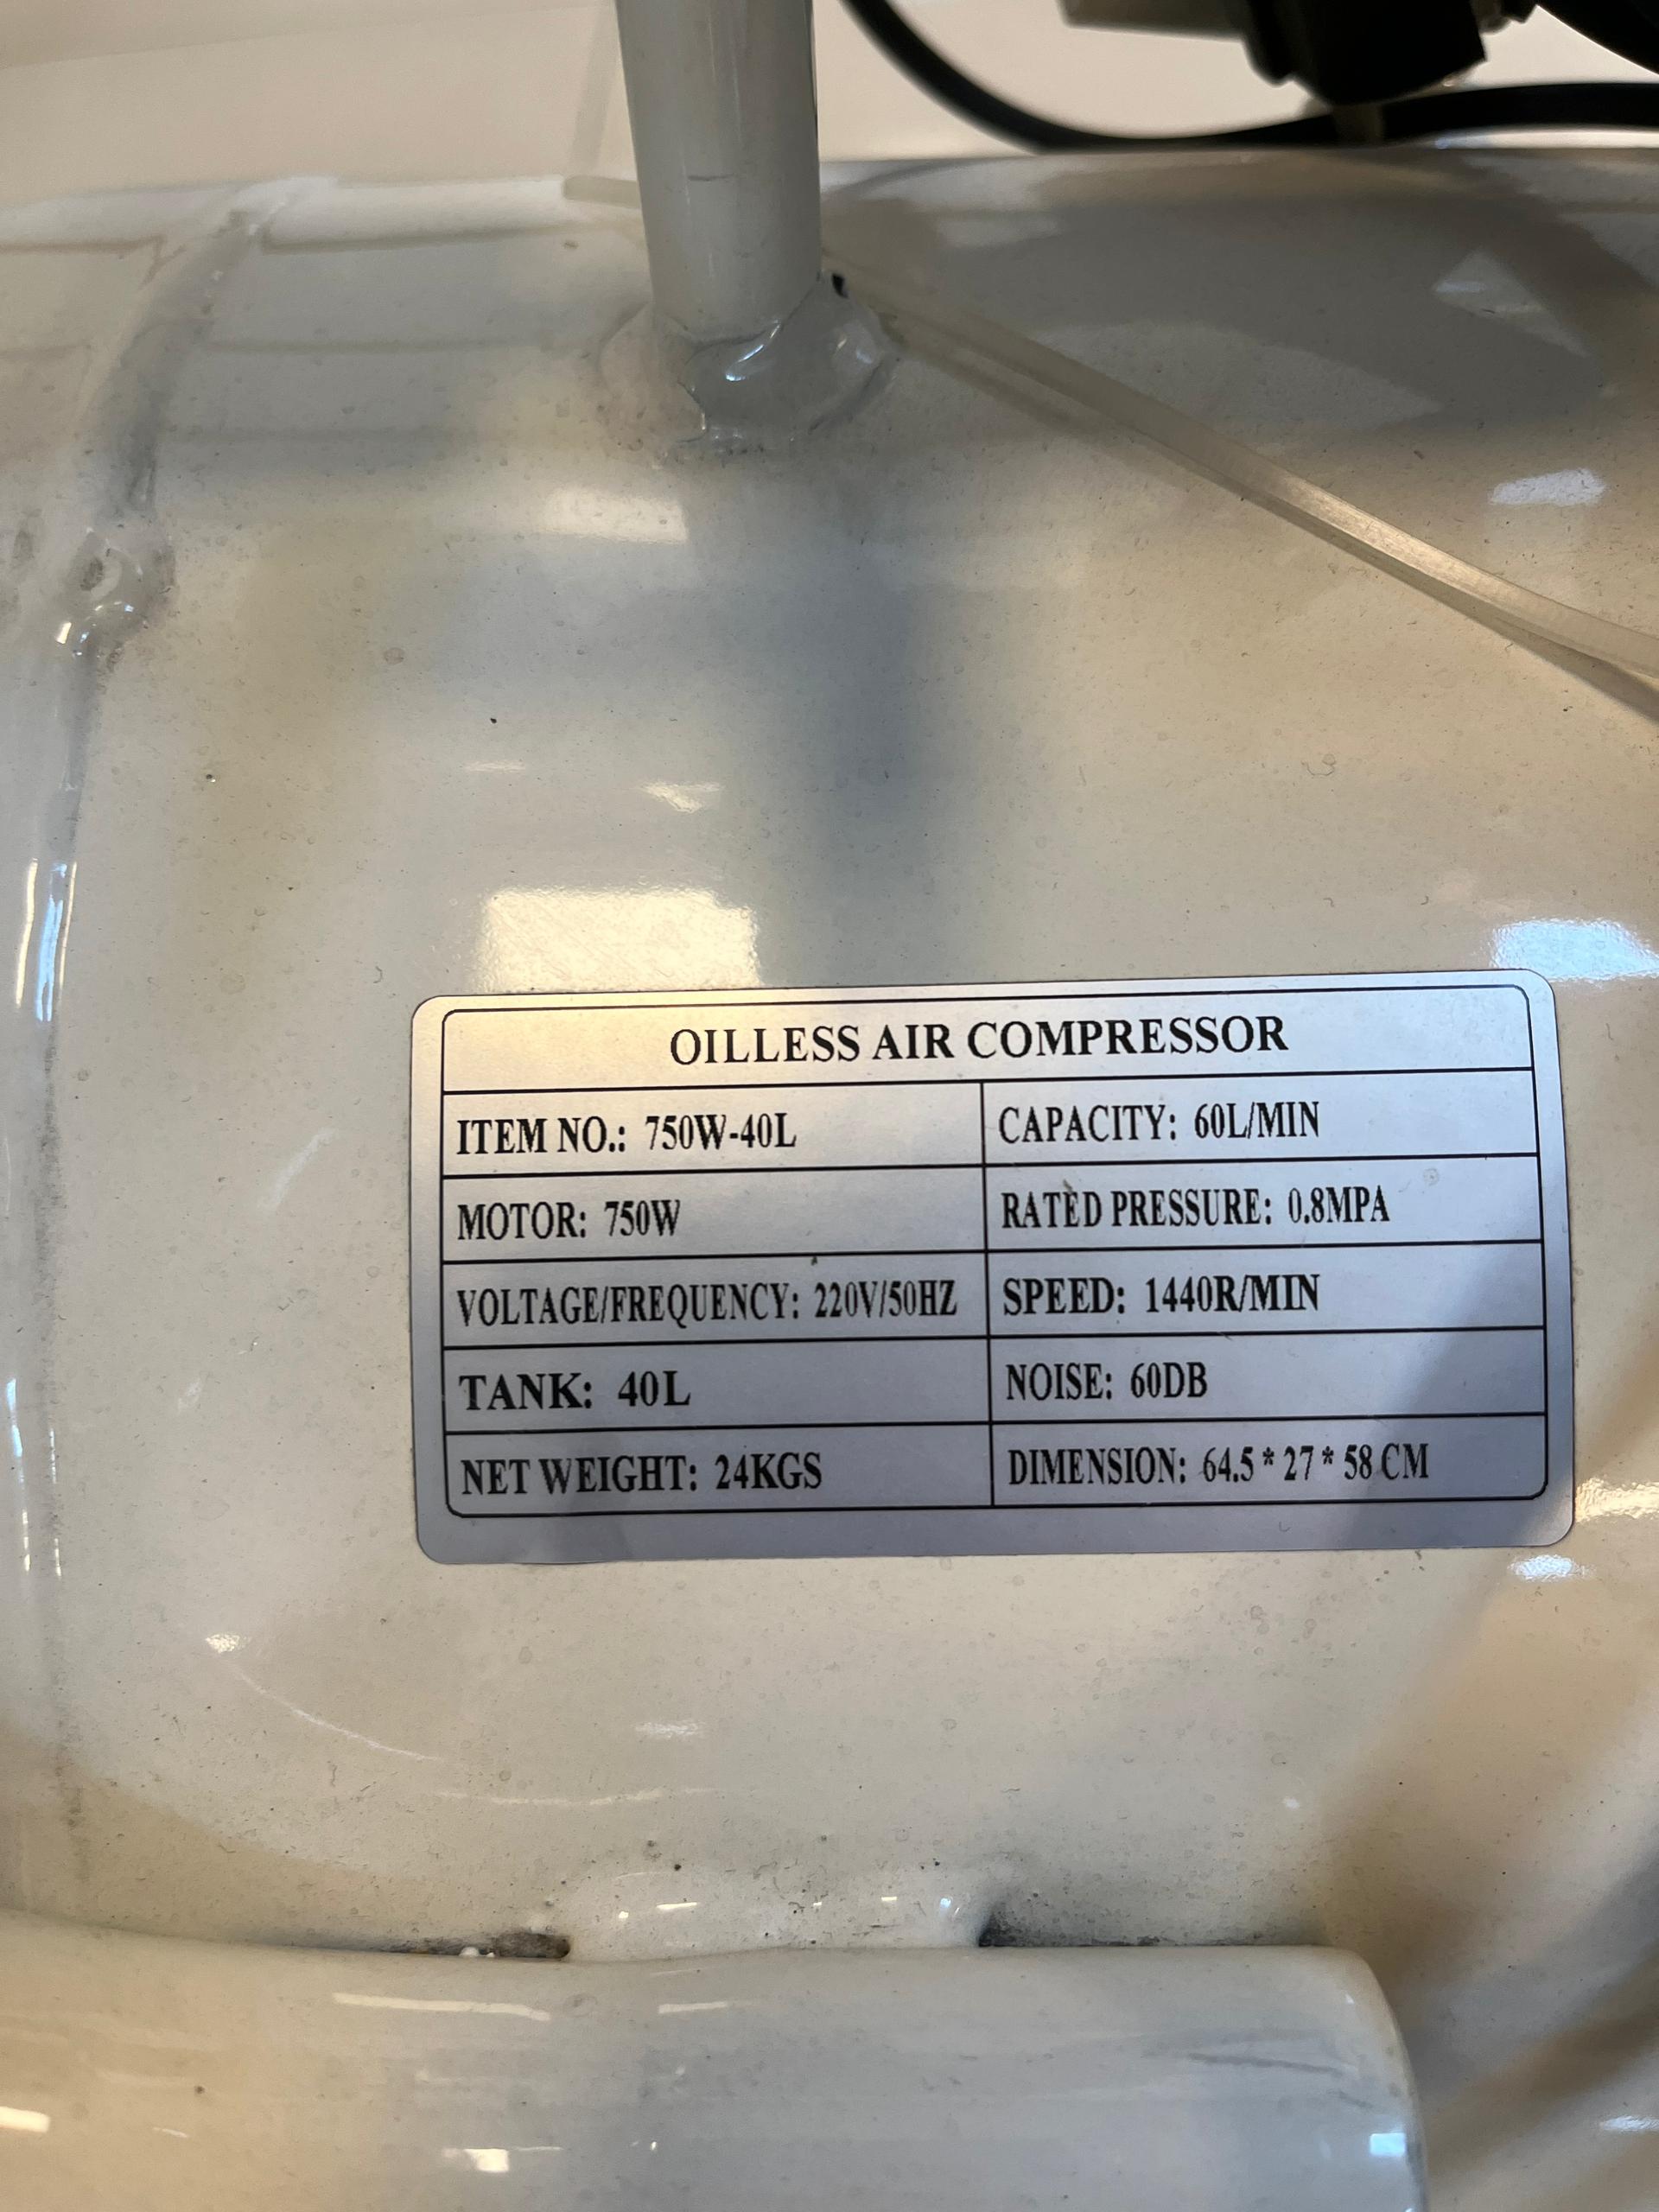 OILLESS AIR COMPRESSOR
ITEM NO.: 750W-40L CAPACITY: 60L/MIN
MOTOR: 750W RATED PRESSURE: 0.8MPA
VOLTAGE/FREQUENCY: 220V/50HZ SPEED: 1440R/MIN
TANK: 40L NOISE: 60DB
NET WEIGHT: 24KGS DIMENSION: 64.5 * 27 * 58 CM